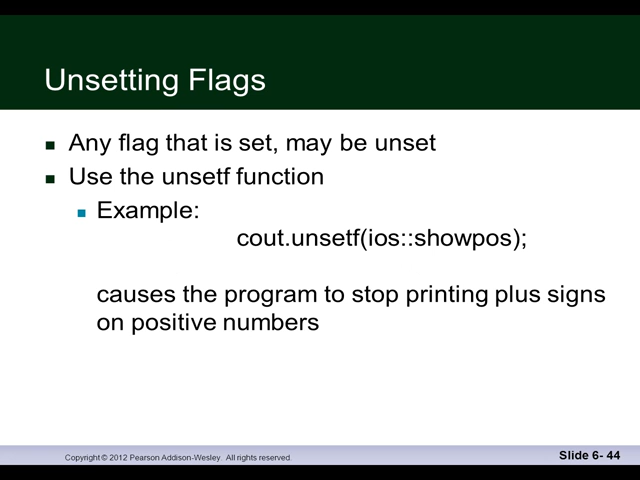 Unsetting Flags
Any flag that is set, may be unset
Use the unsetf function
Example:
cout.unsetf(ios::showpos);
causes the program to stop printing plus signs
on positive numbers
Copyright © 2012 Pearson Addison-Wesley. All rights reserved.
Slide 6- 44